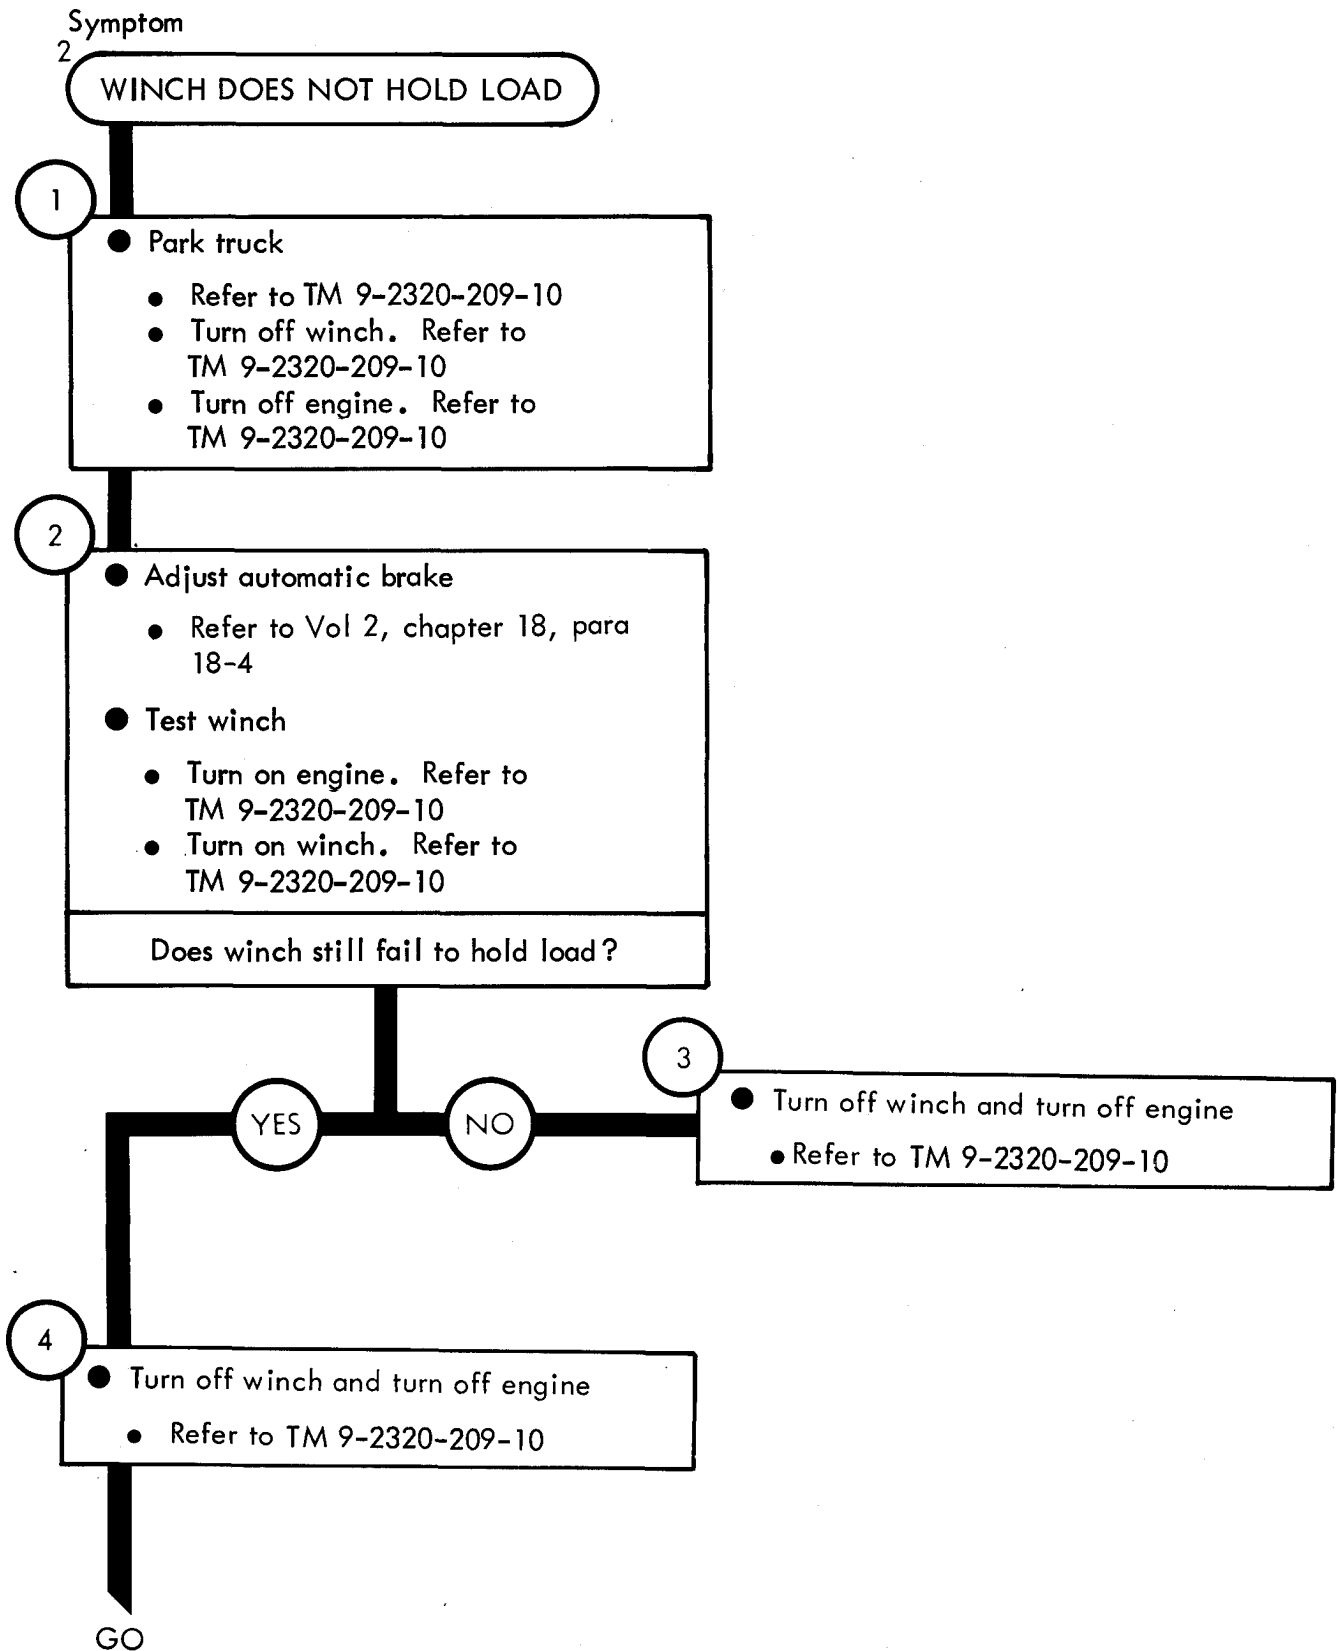 Symptom
2
WINCH DOES NOT HOLD LOAD
1
● Park truck
● Refer to TM 9-2320-209-10
● Turn off winch. Refer to
TM 9-2320-209-10
● Turn off engine. Refer to
TM 9-2320-209-10
2
● Adjust automatic brake
● Refer to Vol 2, chapter 18, para
18-4
● Test winch
● Turn on engine. Refer to
TM 9-2320-209-10
● Turn on winch. Refer to
TM 9-2320-209-10
Does winch still fail to hold load?
YES
NO
3
● Turn off winch and turn off engine
● Refer to TM 9-2320-209-10
4
● Turn off winch and turn off engine
● Refer to TM 9-2320-209-10
GO